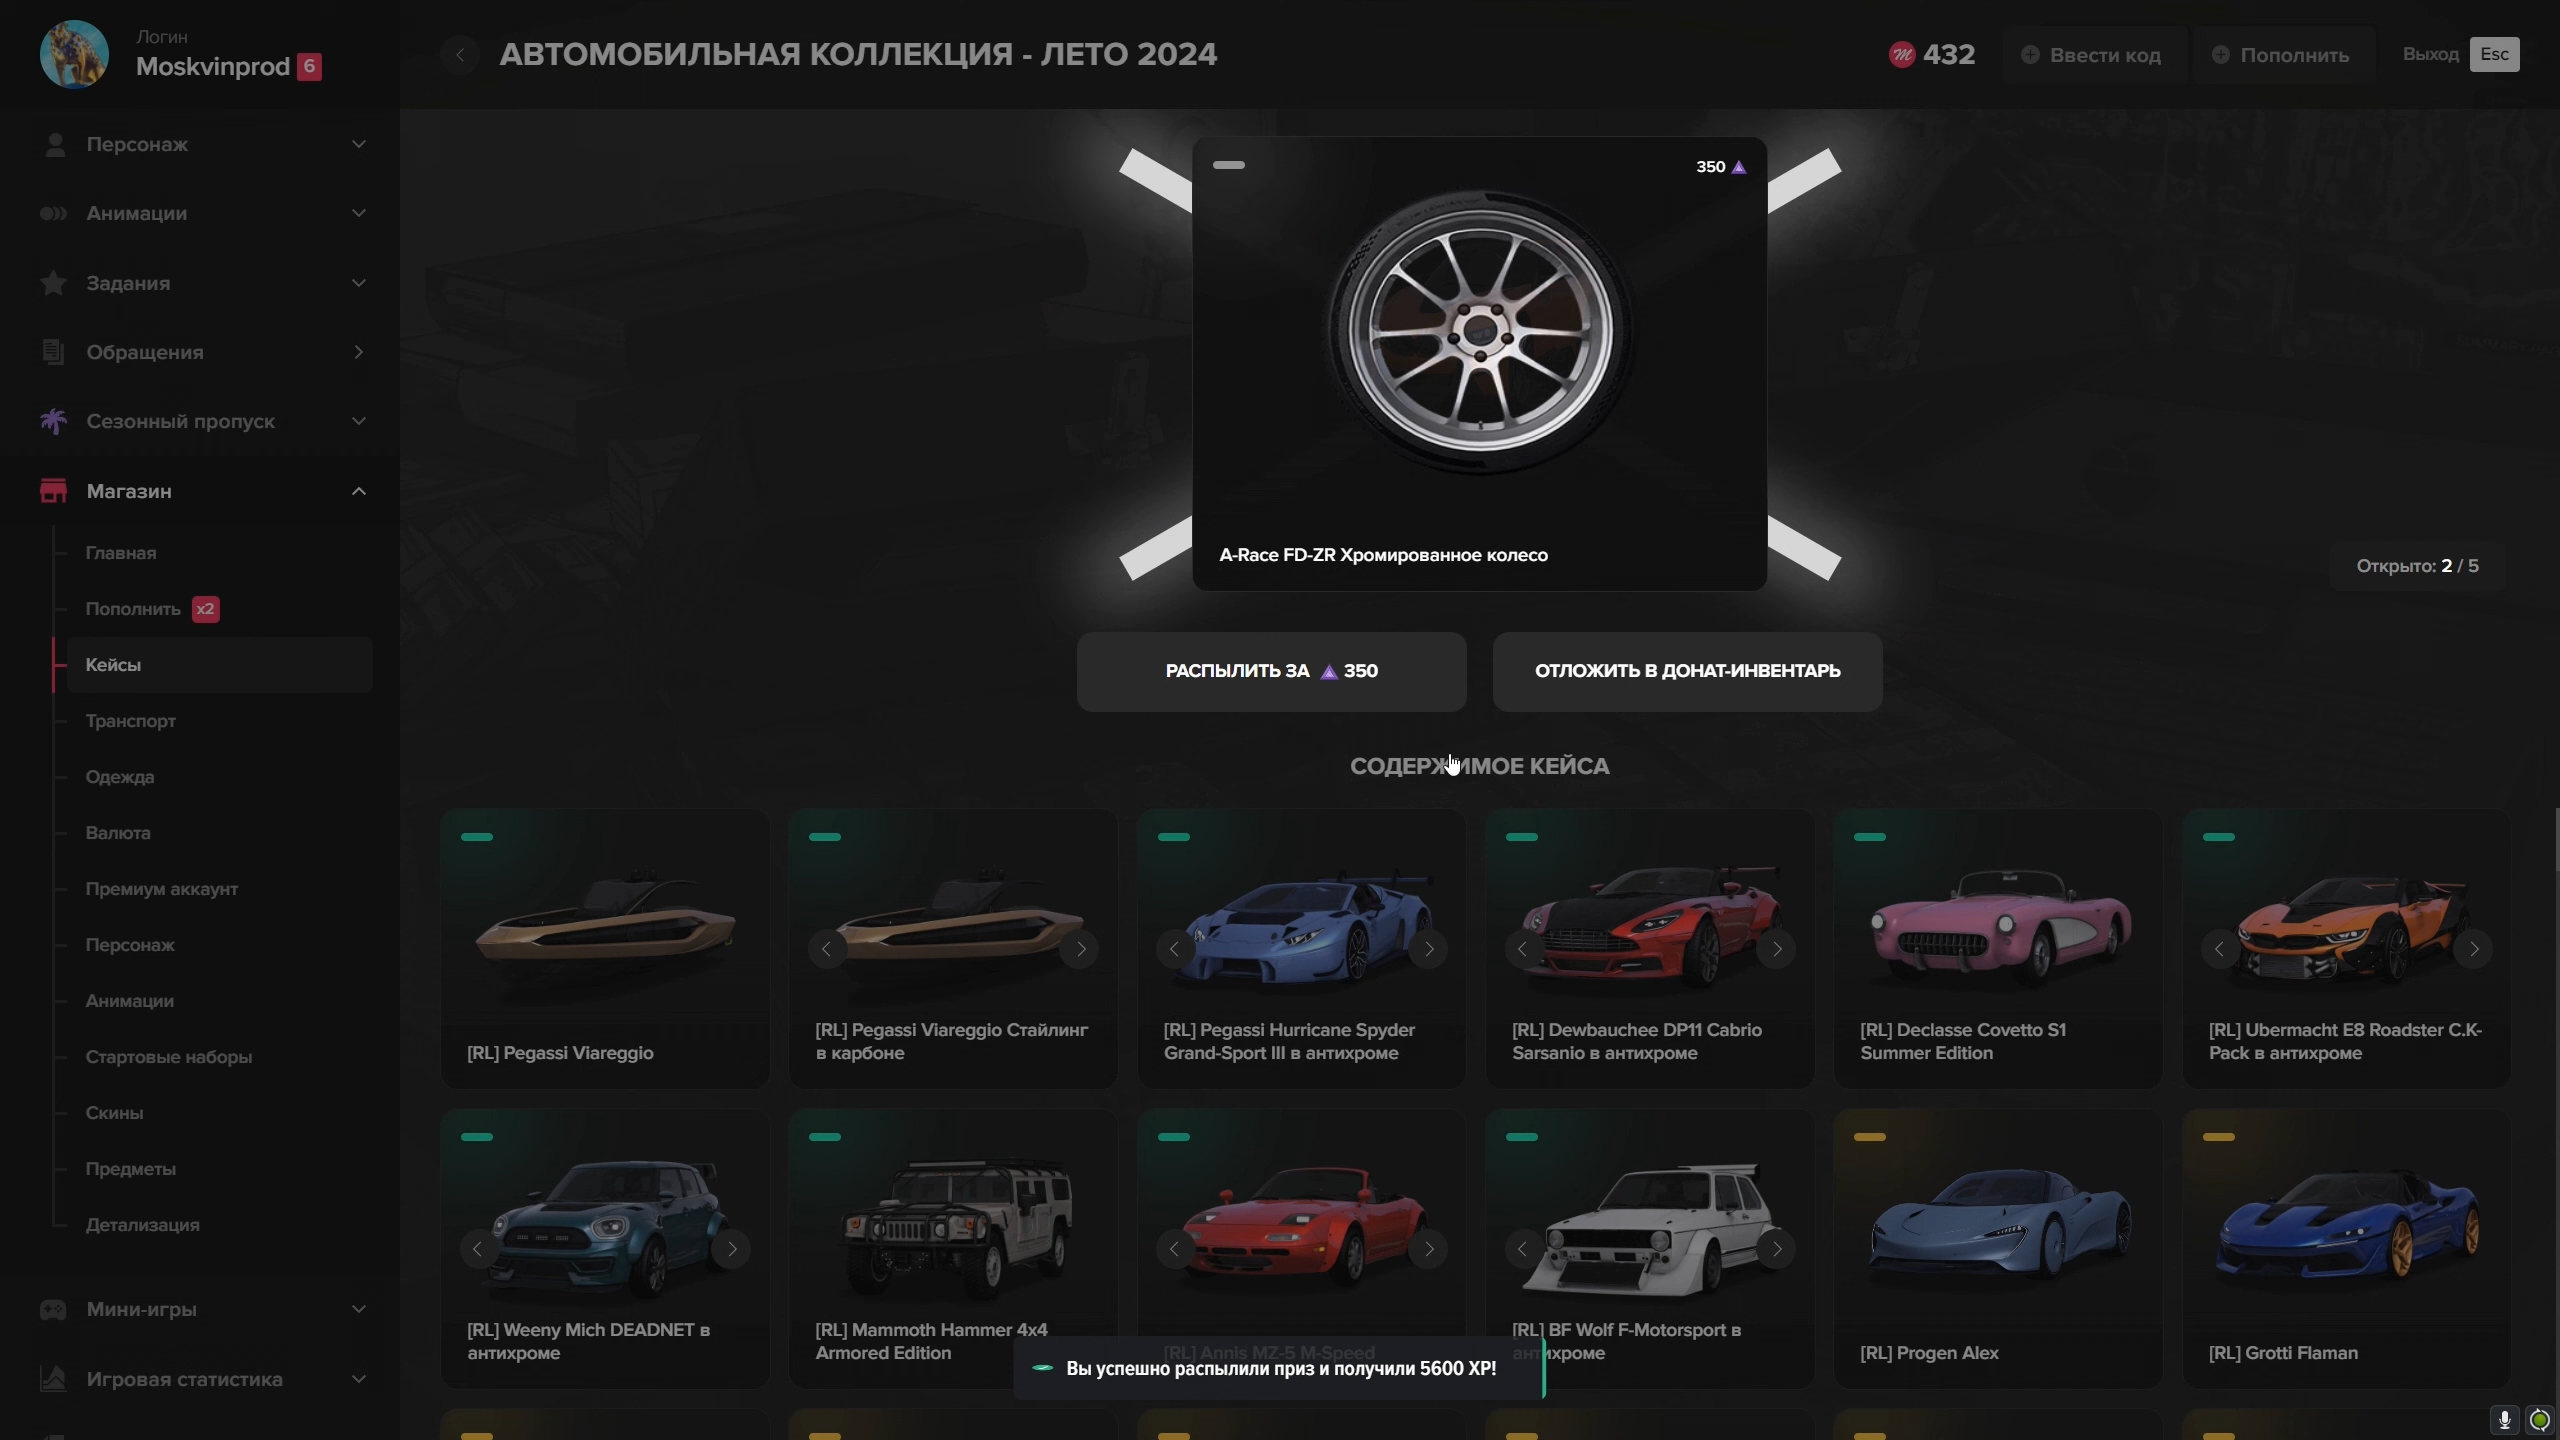 Логин
Moskvinprod 6
АВТОМОБИЛЬНАЯ КОЛЛЕКЦИЯ - ЛЕТО 2024
432
Ввести код
Пополнить
Выход
Esc
Персонаж
Анимации
Задания
Обращения
Сезонный пропуск
Магазин
Главная
Пополнить x2
Кейсы
Транспорт
Одежда
Валюта
Премиум аккаунт
Персонаж
Анимации
Стартовые наборы
Скины
Предметы
Детализация
Мини-игры
Игровая статистика
350
A-Race FD-ZR Хромированное колесо
Открыто: 2 / 5
РАСПЫЛИТЬ ЗА 350
ОТЛОЖИТЬ В ДОНАТ-ИНВЕНТАРЬ
СОДЕРЖИМОЕ КЕЙСА
[RL] Pegassi Viareggio
[RL] Pegassi Viareggio Стайлинг
в карбоне
[RL] Pegassi Hurricane Spyder
Grand-Sport III в антихроме
[RL] Dewbauchee DP11 Cabrio
Sarsanio в антихроме
[RL] Declasse Covetto S1
Summer Edition
[RL] Ubermacht E8 Roadster C.K-
Pack в антихроме
[RL] Weeny Mich DEADNET в
антихроме
[RL] Mammoth Hammer 4x4
Armored Edition
[RL] Annis MZ-5 M-Speed
[RL] BF Wolf F-Motorsport в
антихроме
[RL] Progen Alex
[RL] Grotti Flaman
Вы успешно распылили приз и получили 5600 XP!